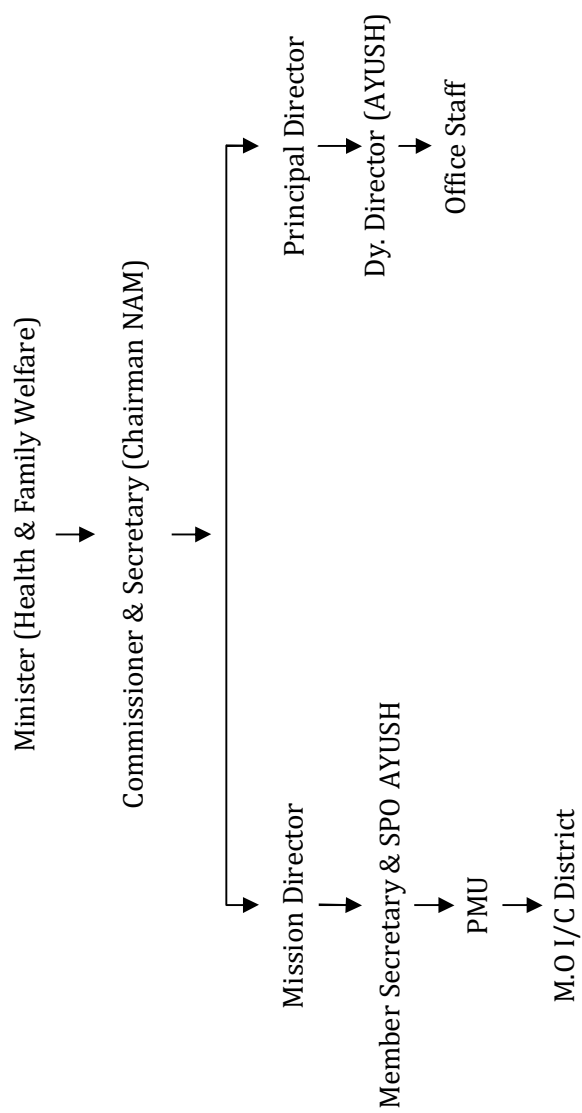 Minister (Health & Family Welfare)
Commissioner & Secretary (Chairman NAM)
Mission Director
Principal Director
Member Secretary & SPO AYUSH
Dy. Director (AYUSH)
PMU
Office Staff
M.O I/C District